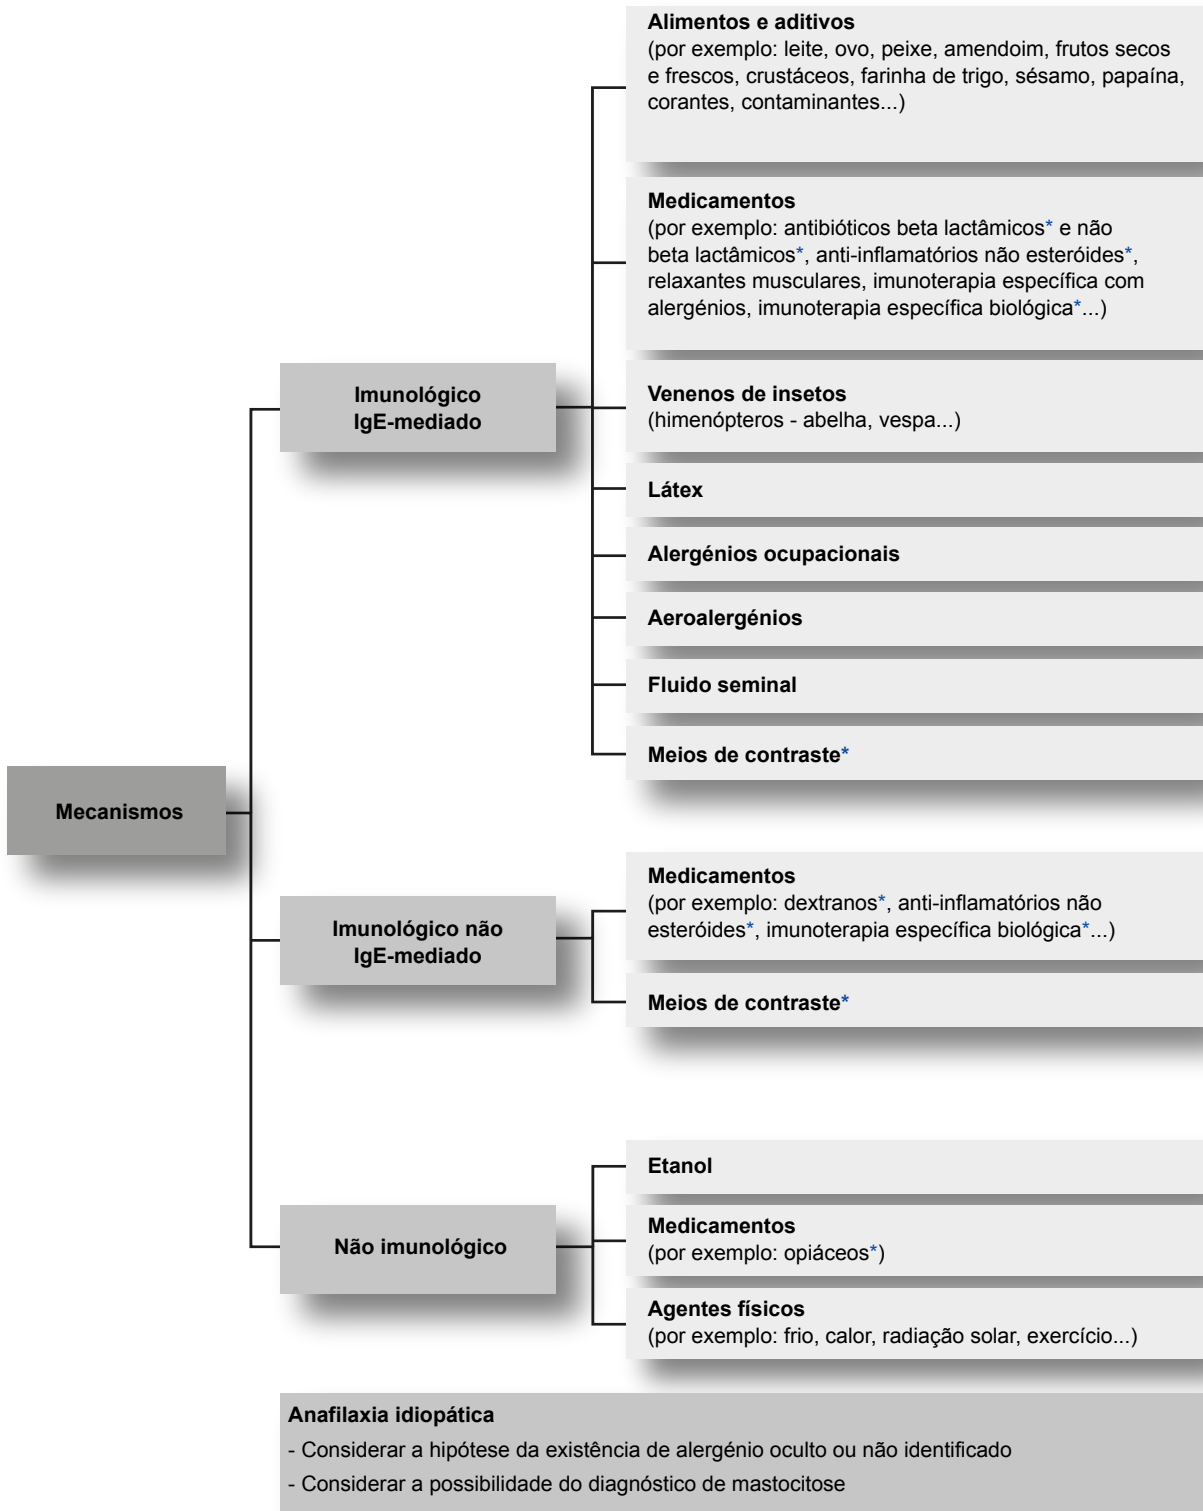 Mecanismos
Imunológico
IgE-mediado
Alimentos e aditivos
(por exemplo: leite, ovo, peixe, amendoim, frutos secos
e frescos, crustáceos, farinha de trigo, sésamo, papaína,
corantes, contaminantes...)
Medicamentos
(por exemplo: antibióticos beta lactâmicos* e não
beta lactâmicos*, anti-inflamatórios não esteróides*,
relaxantes musculares, imunoterapia específica com
alergénios, imunoterapia específica biológica*...)
Venenos de insetos
(himenópteros - abelha, vespa...)
Látex
Alergénios ocupacionais
Aeroalergénios
Fluido seminal
Meios de contraste*
Imunológico não
IgE-mediado
Medicamentos
(por exemplo: dextranos*, anti-inflamatórios não
esteróides*, imunoterapia específica biológica*...)
Meios de contraste*
Não imunológico
Etanol
Medicamentos
(por exemplo: opiáceos*)
Agentes físicos
(por exemplo: frio, calor, radiação solar, exercício...)
Anafilaxia idiopática
- Considerar a hipótese da existência de alergénio oculto ou não identificado
- Considerar a possibilidade do diagnóstico de mastocitose